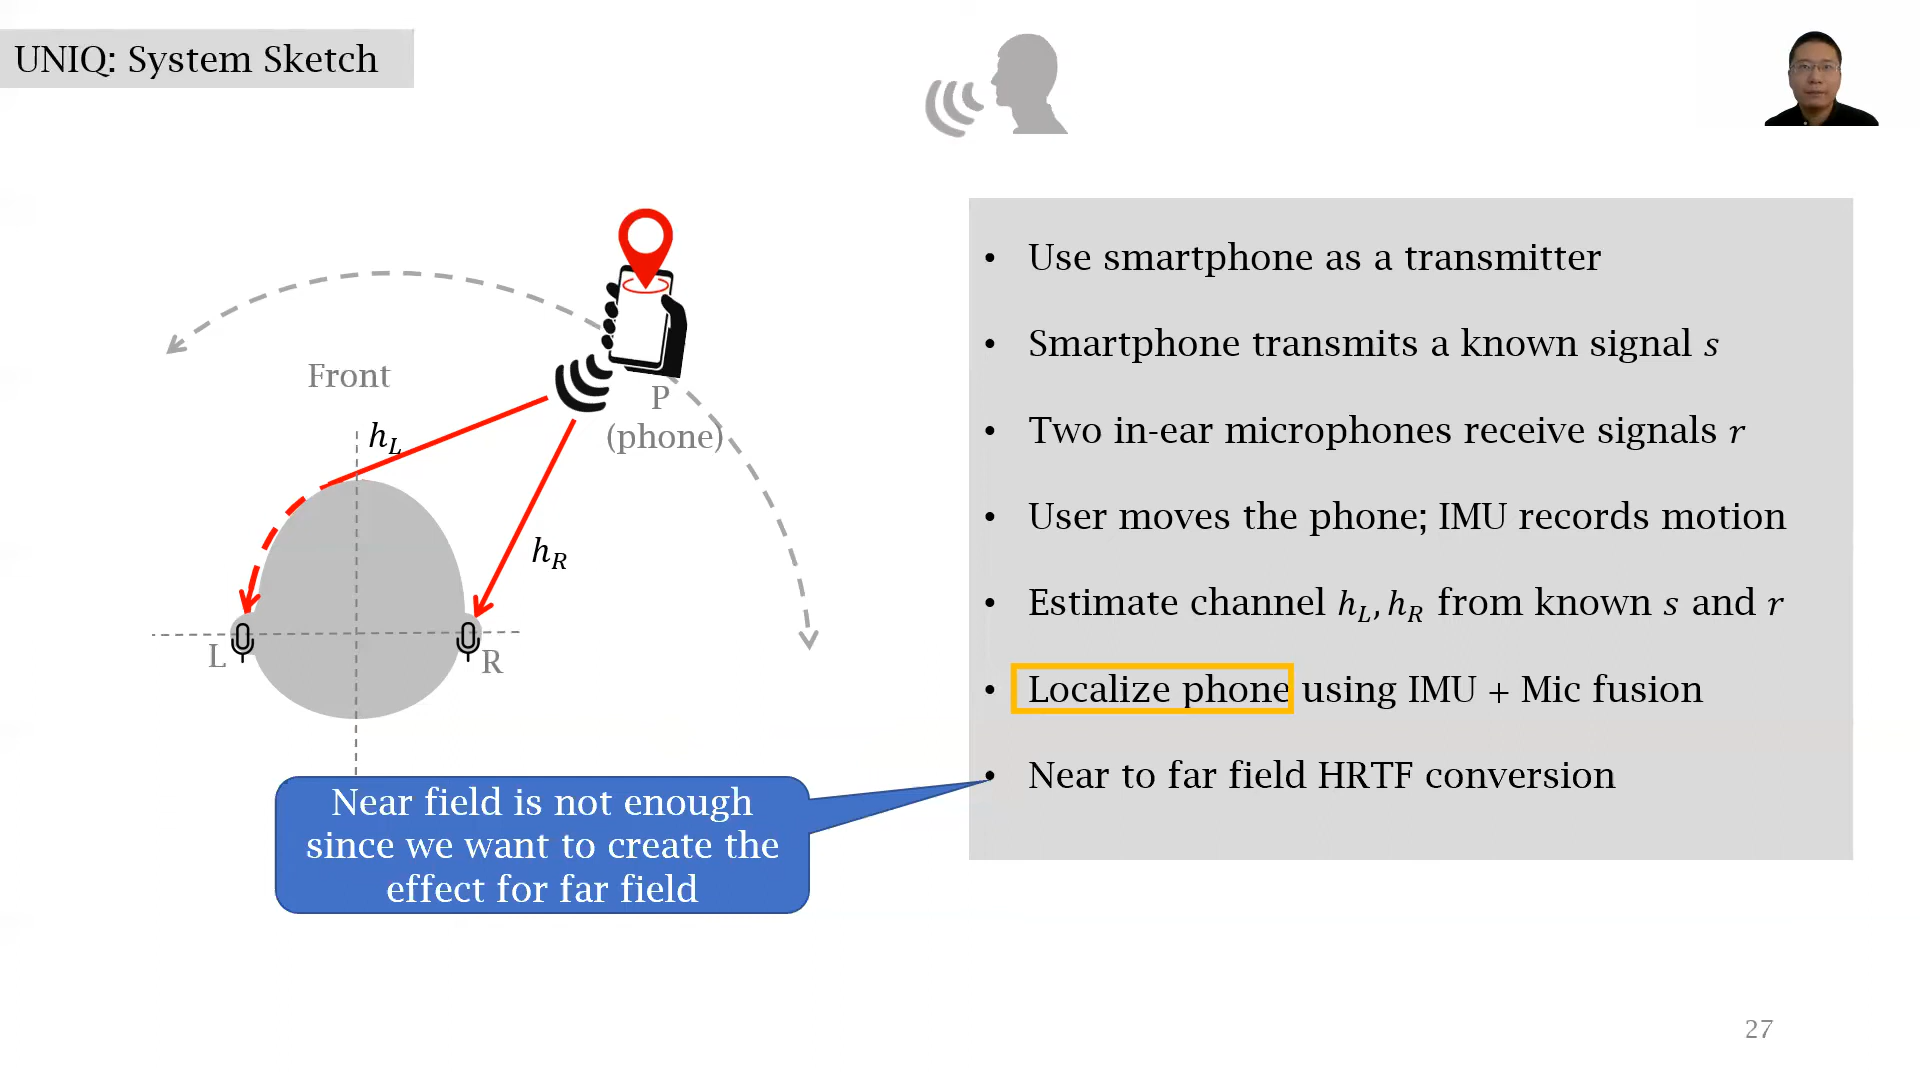 UNIQ: System Sketch
Front
P
(phone)
h_L
h_R
L
R
• Use smartphone as a transmitter
• Smartphone transmits a known signal s
• Two in-ear microphones receive signals r
• User moves the phone; IMU records motion
• Estimate channel h_L, h_R from known s and r
• Localize phone using IMU + Mic fusion
• Near to far field HRTF conversion
Near field is not enough
since we want to create the
effect for far field
27